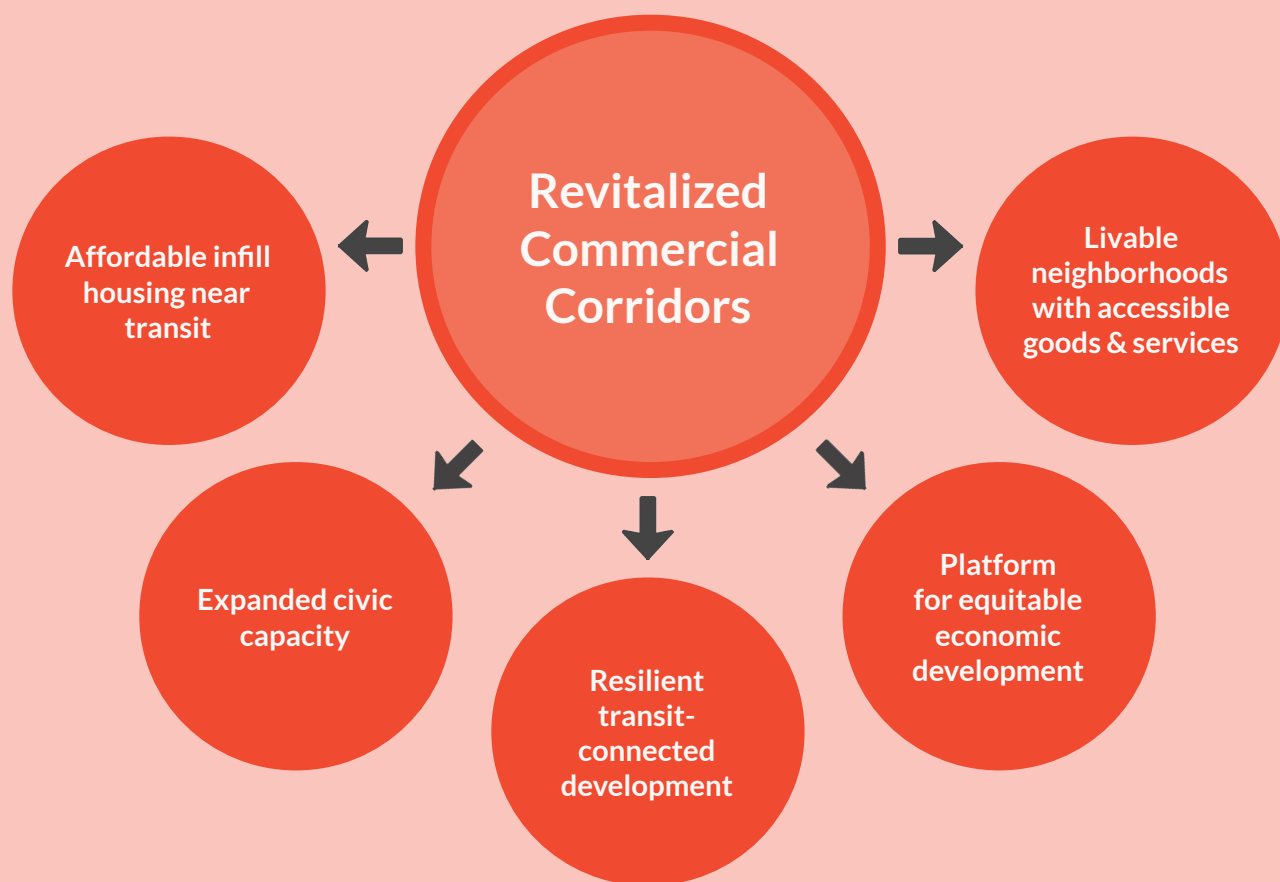 Revitalized
Commercial
Corridors
Affordable infill
housing near
transit
Livable
neighborhoods
with accessible
goods & services
Expanded civic
capacity
Platform
for equitable
economic
development
Resilient
transit-
connected
development